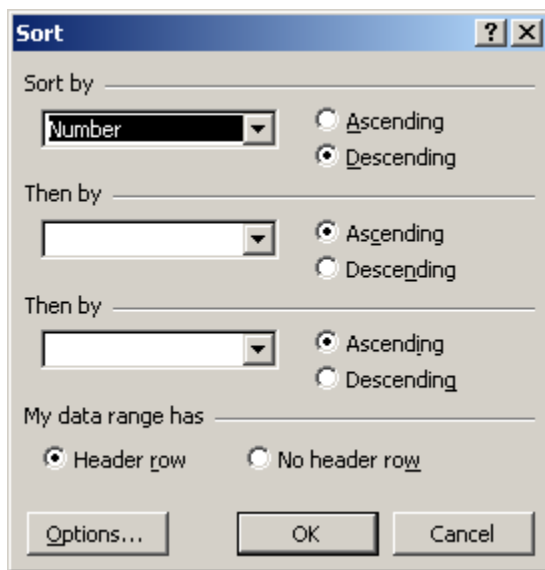 Sort
Sort by
Number
Ascending
Descending
Then by
Ascending
Descending
Then by
Ascending
Descending
My data range has
Header row
No header row
Options...
OK
Cancel